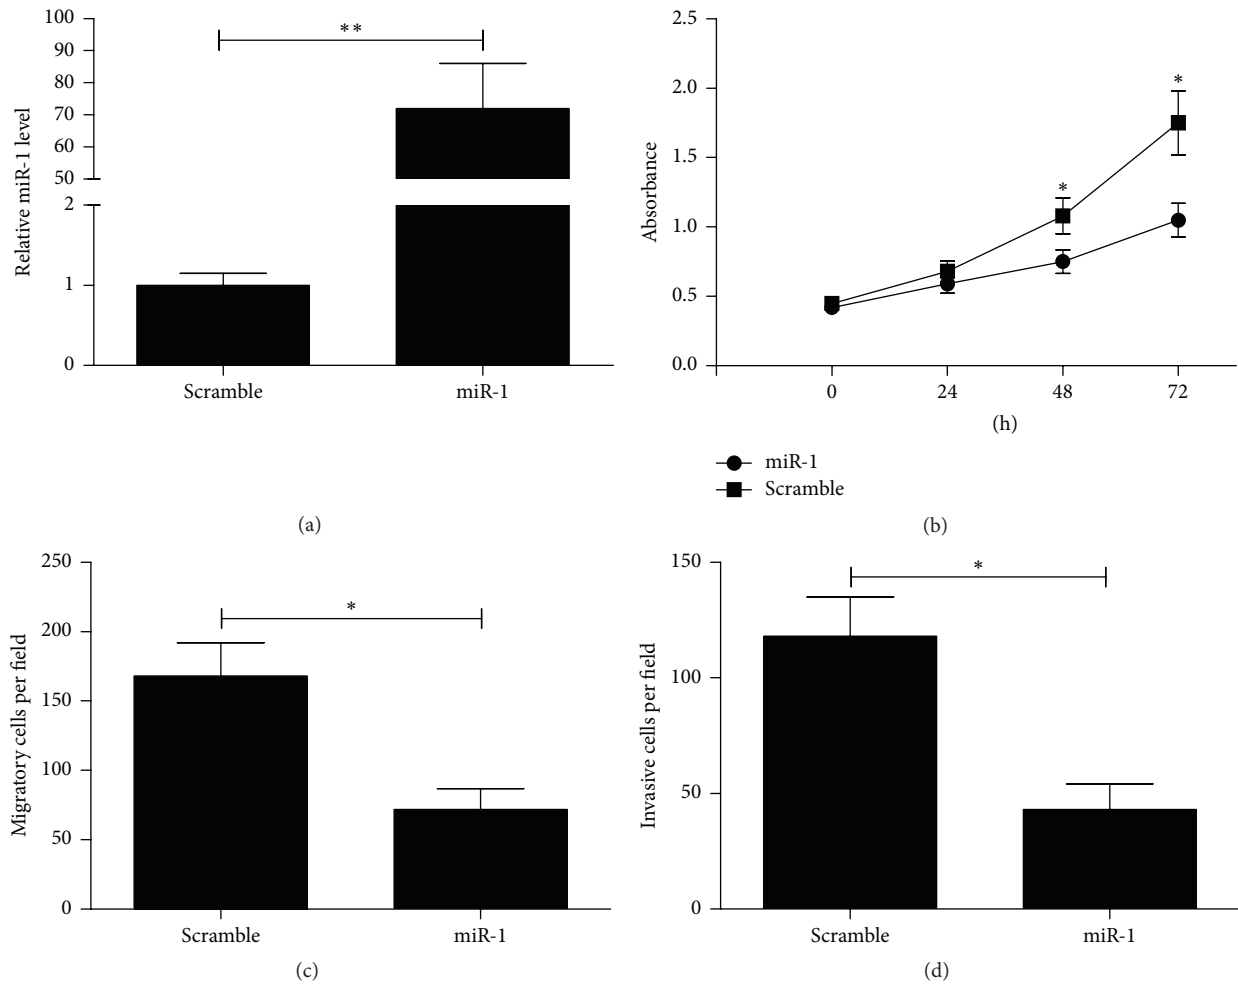 Relative miR-1 level
100
90
80
70
60
50
2
1
0
**
Scramble
miR-1
(a)
Absorbance
2.5
2.0
1.5
1.0
0.5
0.0
*
*
0
24
48
72
(h)
miR-1
Scramble
(b)
Migratory cells per field
250
200
150
100
50
0
*
Scramble
miR-1
(c)
Invasive cells per field
150
100
50
0
*
Scramble
miR-1
(d)